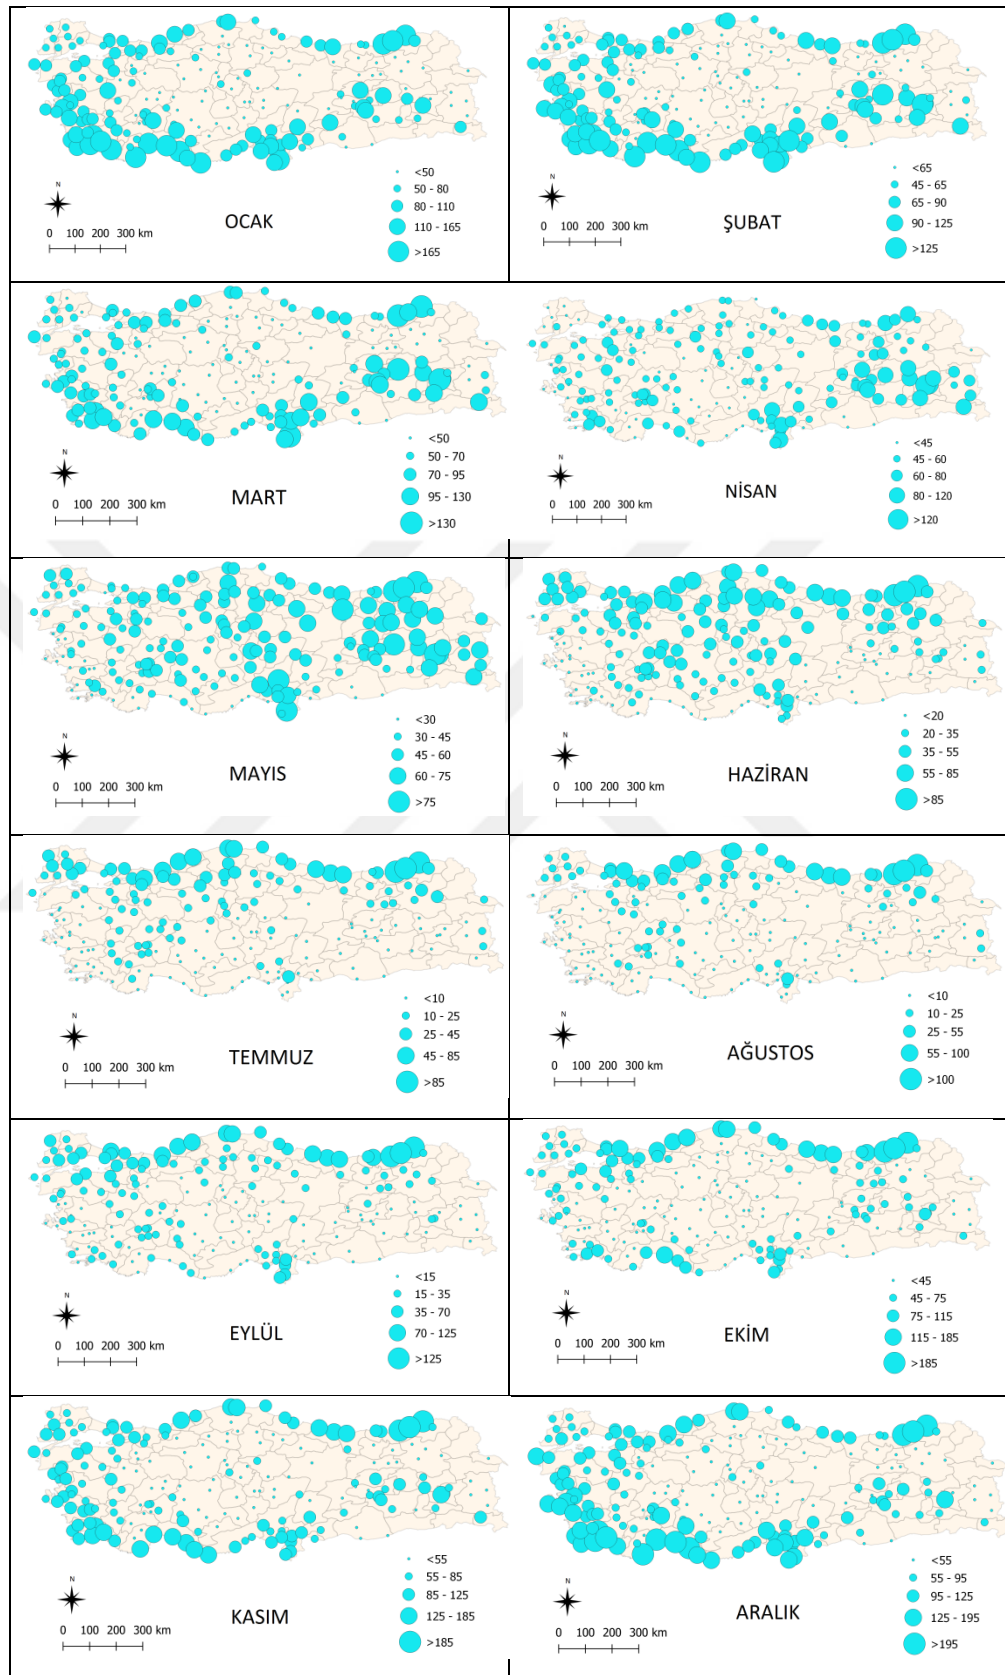 N
0 100 200 300 km
OCAK
<50
50 - 80
80 - 110
110 - 165
>165
N
0 100 200 300 km
ŞUBAT
<65
45 - 65
65 - 90
90 - 125
>125
N
0 100 200 300 km
MART
<50
50 - 70
70 - 95
95 - 130
>130
N
0 100 200 300 km
NİSAN
<45
45 - 60
60 - 80
80 - 120
>120
N
0 100 200 300 km
MAYIS
<30
30 - 45
45 - 60
60 - 75
>75
N
0 100 200 300 km
HAZİRAN
<20
20 - 35
35 - 55
55 - 85
>85
N
0 100 200 300 km
TEMMUZ
<10
10 - 25
25 - 45
45 - 85
>85
N
0 100 200 300 km
AĞUSTOS
<10
10 - 25
25 - 55
55 - 100
>100
N
0 100 200 300 km
EYLÜL
<15
15 - 35
35 - 70
70 - 125
>125
N
0 100 200 300 km
EKİM
<45
45 - 75
75 - 115
115 - 185
>185
N
0 100 200 300 km
KASIM
<55
55 - 85
85 - 125
125 - 185
>185
N
0 100 200 300 km
ARALIK
<55
55 - 95
95 - 125
125 - 195
>195